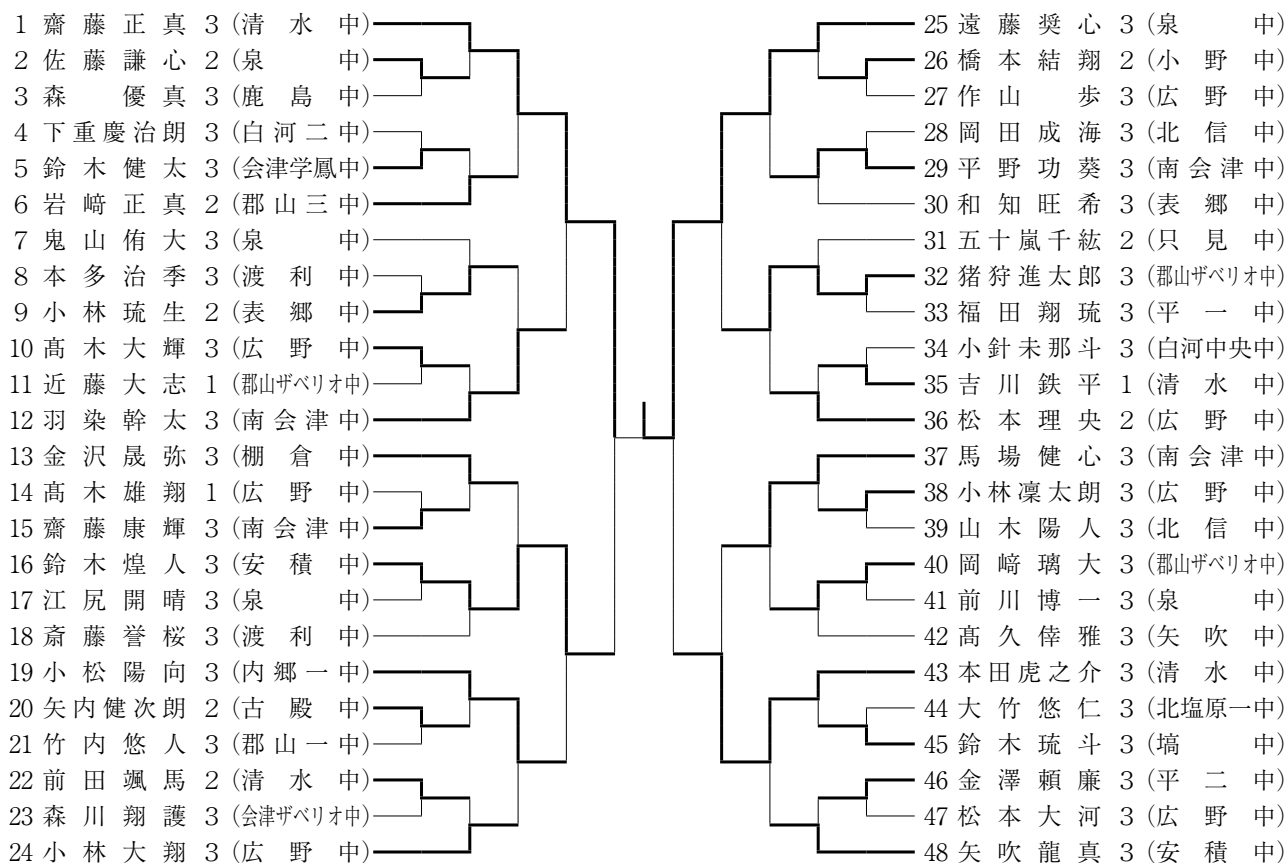 1 齋藤正真 3 (清水中)
2 佐藤謙心 2 (泉中)
3 森優真 3 (鹿島中)
4 下重慶治朗 3 (白河二中)
5 鈴木健太 3 (会津学鳳中)
6 岩﨑正真 2 (郡山三中)
7 鬼山侑大 3 (泉中)
8 本多治季 3 (渡利中)
9 小林琉生 2 (表郷中)
10 髙木大輝 3 (広野中)
11 近藤大志 1 (郡山ザベリオ中)
12 羽染幹太 3 (南会津中)
13 金沢晟弥 3 (棚倉中)
14 髙木雄翔 1 (広野中)
15 齋藤康輝 3 (南会津中)
16 鈴木煌人 3 (安積中)
17 江尻開晴 3 (泉中)
18 斎藤誉桜 3 (渡利中)
19 小松陽向 3 (内郷一中)
20 矢内健次朗 2 (古殿中)
21 竹内悠人 3 (郡山一中)
22 前田颯馬 2 (清水中)
23 森川翔護 3 (会津ザベリオ中)
24 小林大翔 3 (広野中)
25 遠藤奨心 3 (泉中)
26 橋本結翔 2 (小野中)
27 作山歩 3 (広野中)
28 岡田成海 3 (北信中)
29 平野功葵 3 (南会津中)
30 和知旺希 3 (表郷中)
31 五十嵐千紘 2 (只見中)
32 猪狩進太郎 3 (郡山ザベリオ中)
33 福田翔琉 3 (平一中)
34 小針未那斗 3 (白河中央中)
35 吉川鉄平 1 (清水中)
36 松本理央 2 (広野中)
37 馬場健心 3 (南会津中)
38 小林凜太朗 3 (広野中)
39 山木陽人 3 (北信中)
40 岡﨑璃大 3 (郡山ザベリオ中)
41 前川博一 3 (泉中)
42 髙久倖雅 3 (矢吹中)
43 本田虎之介 3 (清水中)
44 大竹悠仁 3 (北塩原一中)
45 鈴木琉斗 3 (塙中)
46 金澤頼廉 3 (平二中)
47 松本大河 3 (広野中)
48 矢吹龍真 3 (安積中)